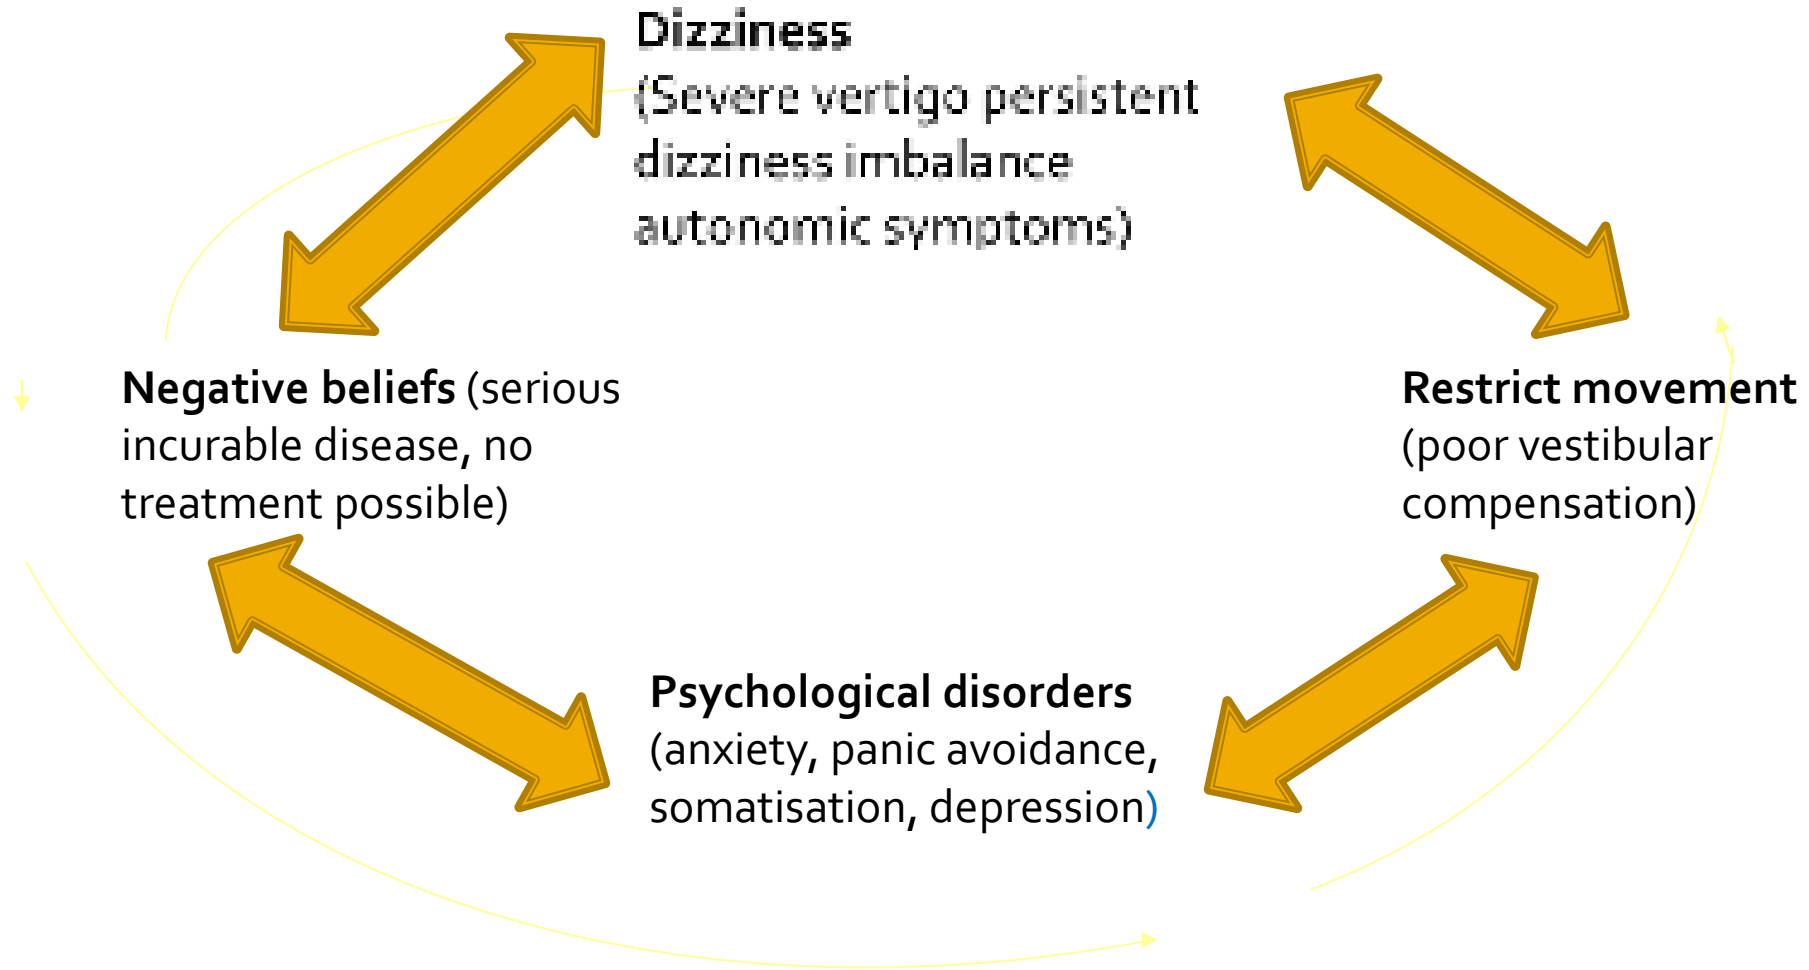 Dizziness
(Severe vertigo persistent
dizziness imbalance
autonomic symptoms)
Negative beliefs (serious
incurable disease, no
treatment possible)
Restrict movement
(poor vestibular
compensation)
Psychological disorders
(anxiety, panic avoidance,
somatisation, depression)